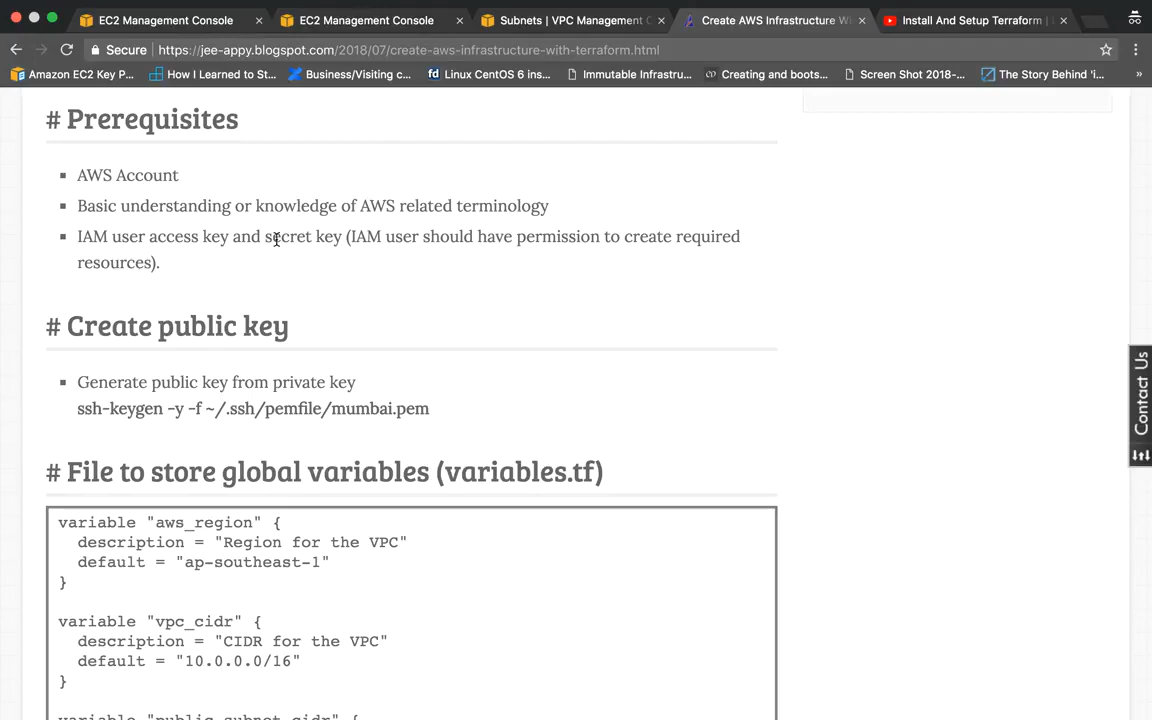 EC2 Management Console
EC2 Management Console
Subnets | VPC Management C
Create AWS Infrastructure Wi
Install And Setup Terraform |
Secure
https://jee-appy.blogspot.com/2018/07/create-aws-infrastructure-with-terraform.html
Amazon EC2 Key P...
How I Learned to St...
Business/Visiting c...
Linux CentOS 6 ins...
Immutable Infrastru...
Creating and boots...
Screen Shot 2018-...
The Story Behind 'i...
»
# Prerequisites
AWS Account
Basic understanding or knowledge of AWS related terminology
IAM user access key and secret key (IAM user should have permission to create required
resources).
# Create public key
Generate public key from private key
ssh-keygen -y -f ~/.ssh/pemfile/mumbai.pem
# File to store global variables (variables.tf)
variable "aws_region" {
description = "Region for the VPC"
default = "ap-southeast-1"
}
variable "vpc_cidr" {
description = "CIDR for the VPC"
default = "10.0.0.0/16"
}
variable "public_subnet_cidr" {
Contact Us